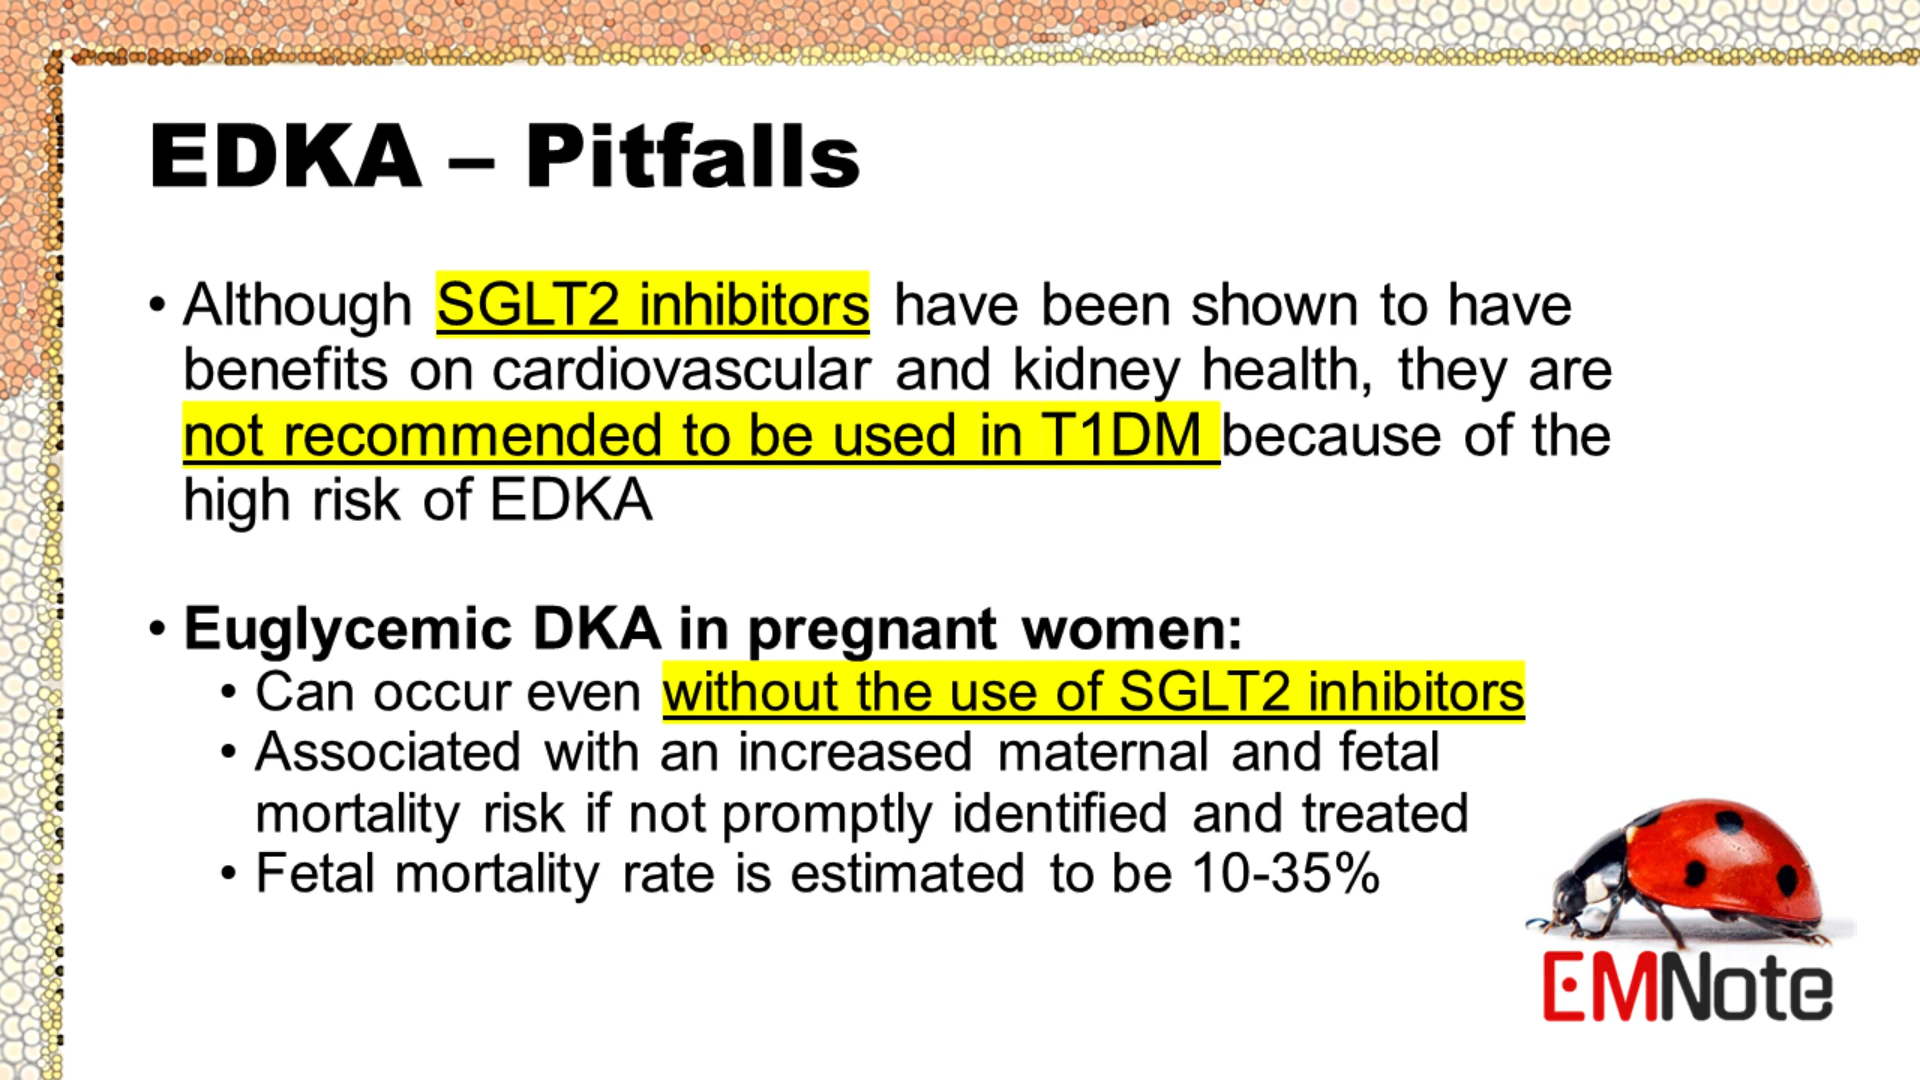 EDKA – Pitfalls
• Although SGLT2 inhibitors have been shown to have
benefits on cardiovascular and kidney health, they are
not recommended to be used in T1DM because of the
high risk of EDKA
• Euglycemic DKA in pregnant women:
• Can occur even without the use of SGLT2 inhibitors
• Associated with an increased maternal and fetal
mortality risk if not promptly identified and treated
• Fetal mortality rate is estimated to be 10-35%
EMNote